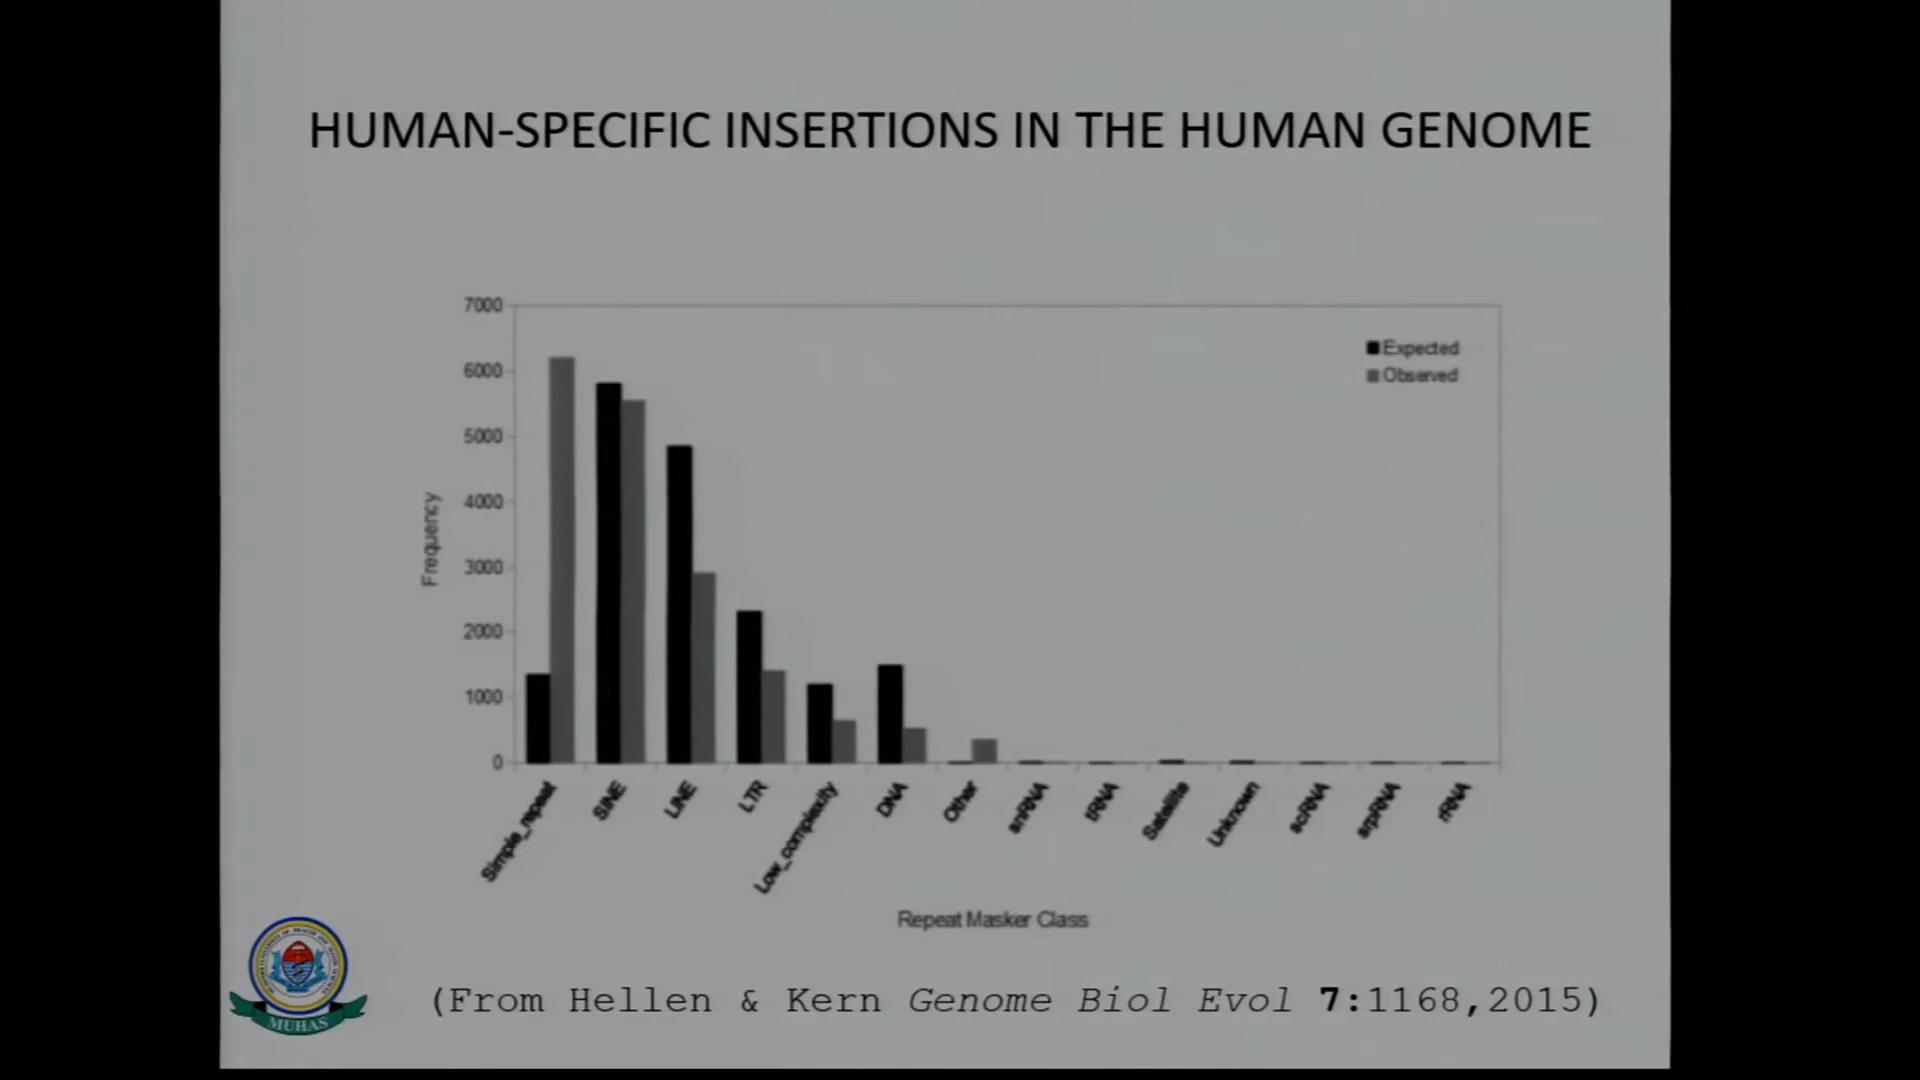 HUMAN-SPECIFIC INSERTIONS IN THE HUMAN GENOME
7000
6000
5000
4000
3000
2000
1000
0
Frequency
Expected
Observed
Simple_repeat
SINE
LINE
LTR
Low_complexity
DNA
Other
snRNA
tRNA
Satellite
Unknown
scRNA
srpRNA
rRNA
Repeat Masker Class
MUHAS
(From Hellen & Kern Genome Biol Evol 7:1168,2015)